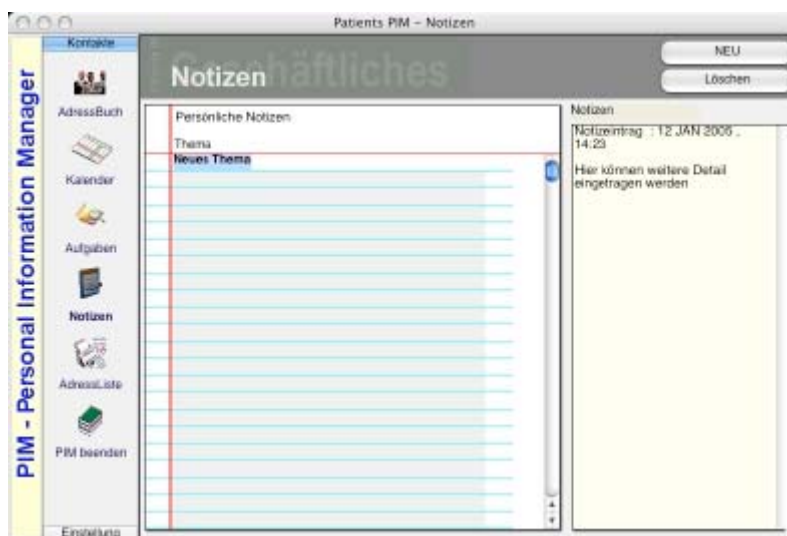 Patients PIM - Notizen
PIM - Personal Information Manager
Kontakte
AdressBuch
Kalender
Aufgaben
Notizen
AdressListe
PIM beenden
Einstellung
Geschäftliches
Notizen
NEU
Löschen
Persönliche Notizen
Thema
Neues Thema
Notizen
Notizeintrag : 12 JAN 2005 ,
14:23
Hier können weitere Detail
eingetragen werden